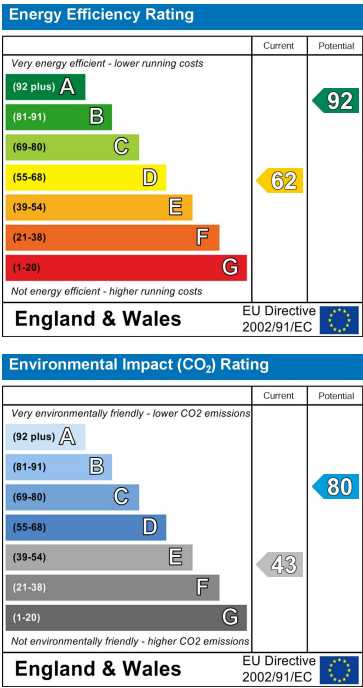 Energy Efficiency Rating
Current Potential
Very energy efficient - lower running costs
(92 plus) A
92
(81-91) B
(69-80) C
(55-68) D
62
(39-54) E
(21-38) F
(1-20) G
Not energy efficient - higher running costs
England & Wales
EU Directive
2002/91/EC
Environmental Impact (CO₂) Rating
Current Potential
Very environmentally friendly - lower CO2 emissions
(92 plus) A
(81-91) B
(69-80) C
80
(55-68) D
(39-54) E
43
(21-38) F
(1-20) G
Not environmentally friendly - higher CO2 emissions
England & Wales
EU Directive
2002/91/EC